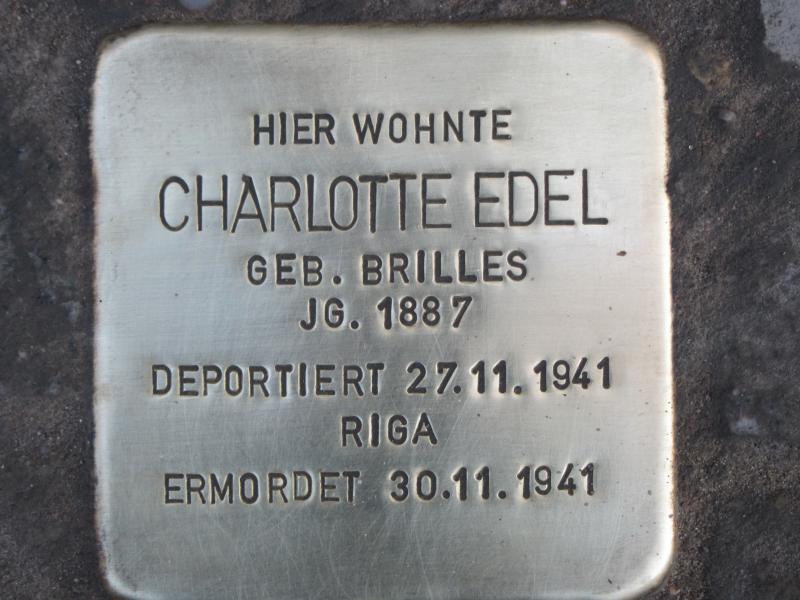 HIER WOHNTE
CHARLOTTE EDEL
GEB. BRILLES
JG. 1887
DEPORTIERT 27.11.1941
RIGA
ERMORDET 30.11.1941